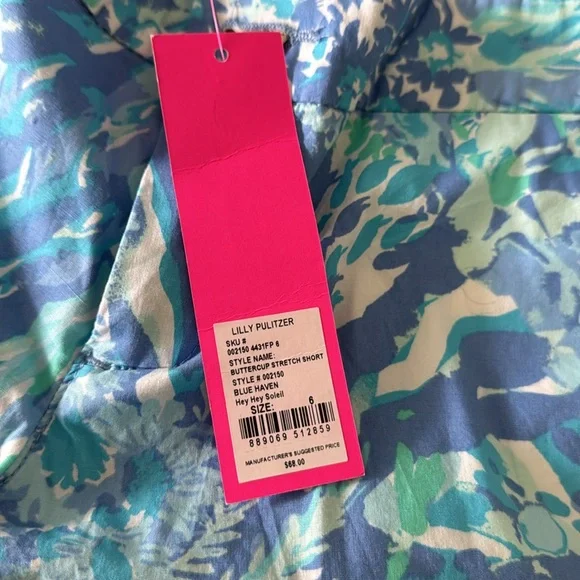 LILLY PULITZER
SKU #
002150 4431FP 6
STYLE NAME:
BUTTERCUP STRETCH SHORT
STYLE # 002150
BLUE HAVEN
Hey Hey Soleil
SIZE: 6
889069 512859
MANUFACTURER'S SUGGESTED PRICE
$68.00